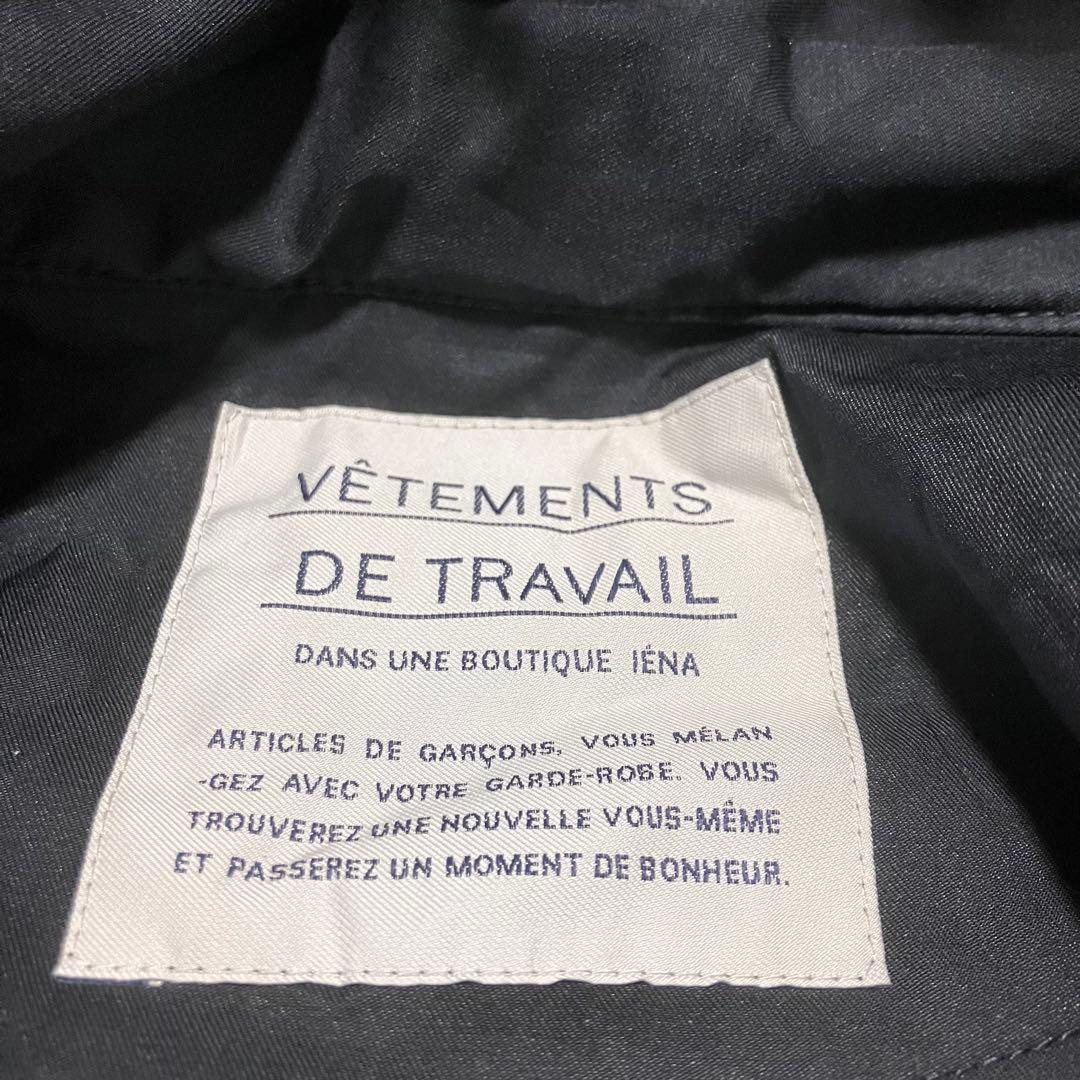 VÊTEMENTS
DE TRAVAIL
DANS UNE BOUTIQUE IÉNA
ARTICLES DE GARÇONS, VOUS MÉLAN
-GEZ AVEC VOTRE GARDE-ROBE. VOUS
TROUVEREZ UNE NOUVELLE VOUS-MÊME
ET PASSEREZ UN MOMENT DE BONHEUR.